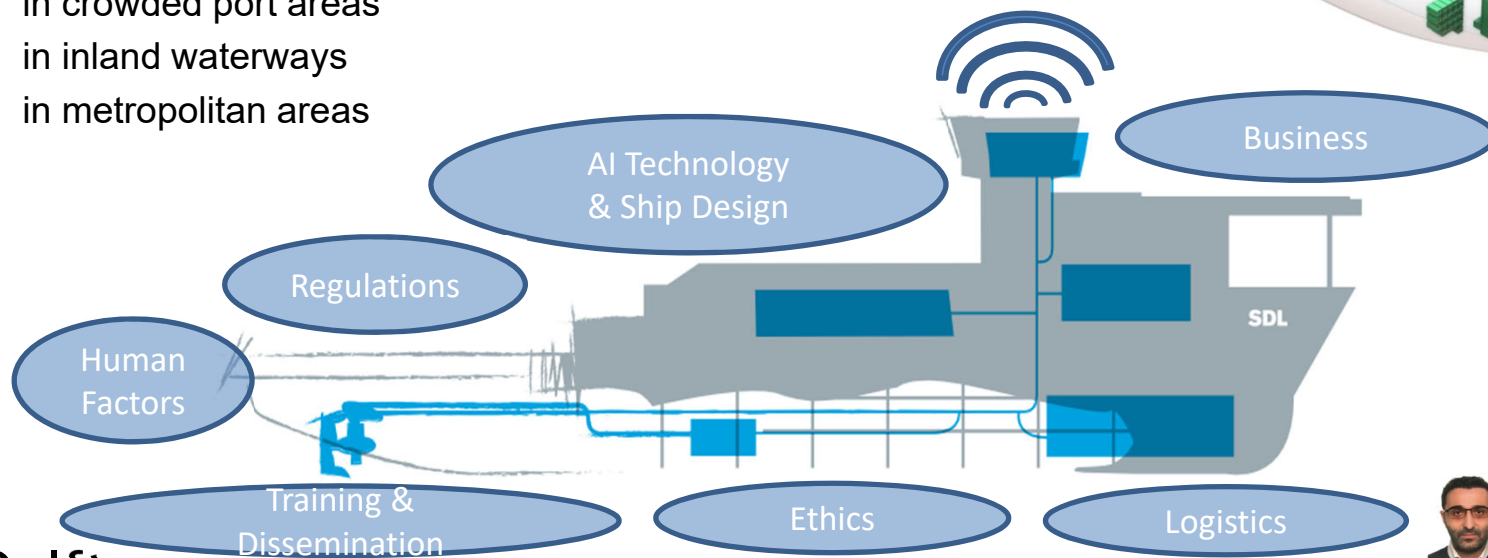 in crowded port areas
in inland waterways
in metropolitan areas
AI Technology
& Ship Design
Business
Regulations
Human
Factors
SDL
Training &
Dissemination
Ethics
Logistics